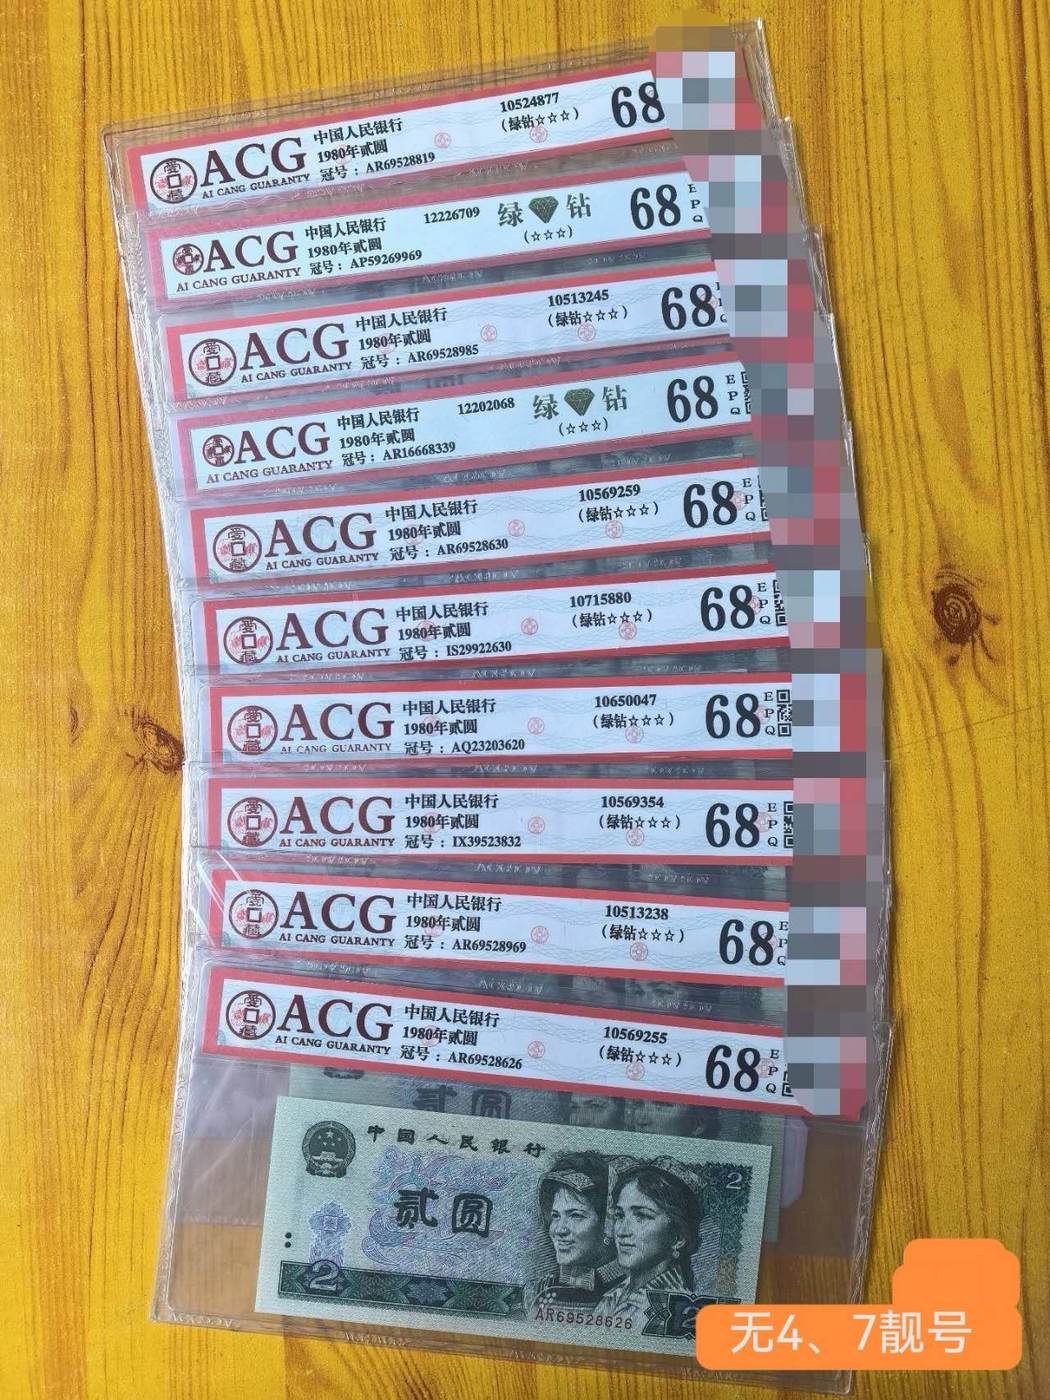 ACG
AI CANG GUARANTY
中国人民银行
1980年贰圆
冠号：AR69528819
10524877
(绿钻☆☆☆)
68
ACG
AI CANG GUARANTY
中国人民银行
1980年贰圆
冠号：AP59269969
12226709
绿钻
(☆☆☆)
68
E
P
Q
ACG
AI CANG GUARANTY
中国人民银行
1980年贰圆
冠号：AR69528985
10513245
(绿钻☆☆☆)
68
ACG
AI CANG GUARANTY
中国人民银行
1980年贰圆
冠号：AR16668339
12202068
绿钻
(☆☆☆)
68
E
P
Q
ACG
AI CANG GUARANTY
中国人民银行
1980年贰圆
冠号：AR69528630
10569259
(绿钻☆☆☆)
68
E
P
Q
ACG
AI CANG GUARANTY
中国人民银行
1980年贰圆
冠号：IS29922630
10715880
(绿钻☆☆☆)
68
E
P
Q
ACG
AI CANG GUARANTY
中国人民银行
1980年贰圆
冠号：AQ23203620
10650047
(绿钻☆☆☆)
68
E
P
Q
ACG
AI CANG GUARANTY
中国人民银行
1980年贰圆
冠号：IX39523832
10569354
(绿钻☆☆☆)
68
E
P
Q
ACG
AI CANG GUARANTY
中国人民银行
1980年贰圆
冠号：AR69528969
10513238
(绿钻☆☆☆)
68
E
P
Q
ACG
AI CANG GUARANTY
中国人民银行
1980年贰圆
冠号：AR69528626
10569255
(绿钻☆☆☆)
68
E
P
Q
贰圆
中国人民银行
2
贰圆
2
AR69528626
2
无4、7靓号